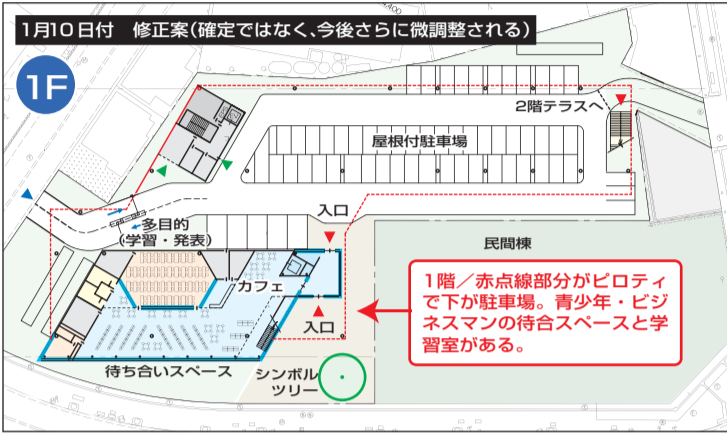 1月10日付 修正案(確定ではなく、今後さらに微調整される)
1F
2階テラスへ
屋根付駐車場
入口
多目的
(学習・発表)
民間棟
カフェ
入口
1階/赤点線部分がピロティ
で下が駐車場。青少年・ビジ
ネスマンの待合スペースと学
習室がある。
待ち合いスペース
シンボル
ツリー